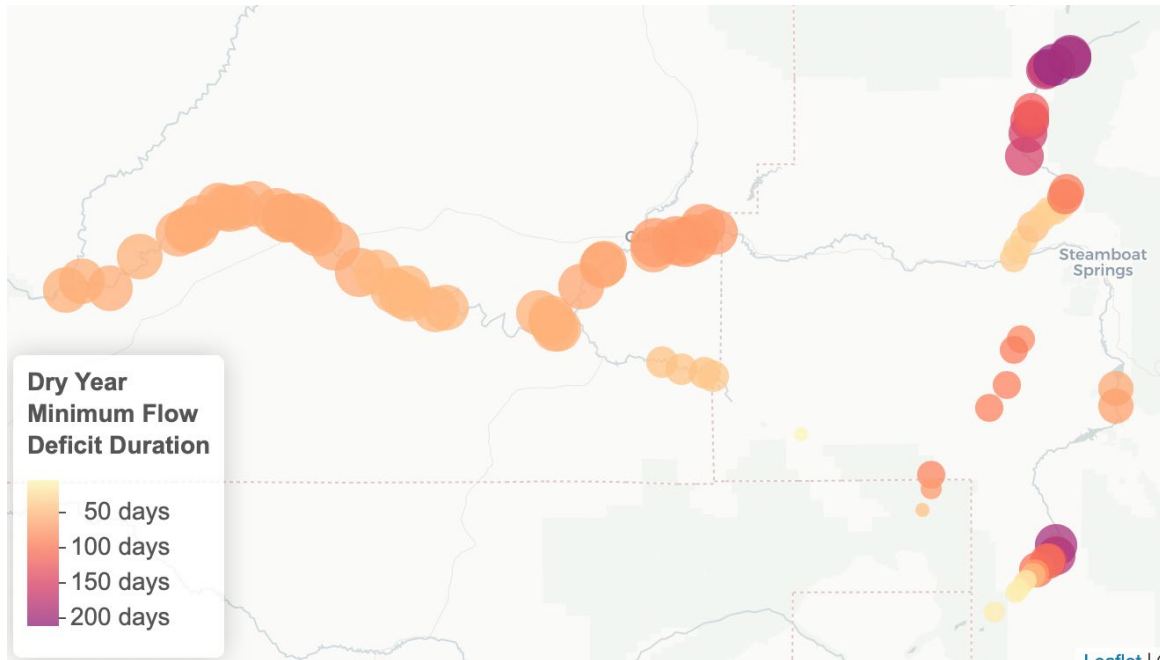 C
Steamboat
Springs
Dry Year
Minimum Flow
Deficit Duration
50 days
100 days
150 days
200 days
Leaflet |